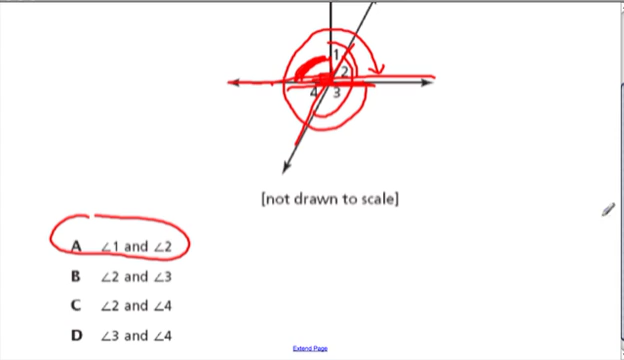 1
2
4 3
[not drawn to scale]
A ∠1 and ∠2
B ∠2 and ∠3
C ∠2 and ∠4
D ∠3 and ∠4
Extend Page